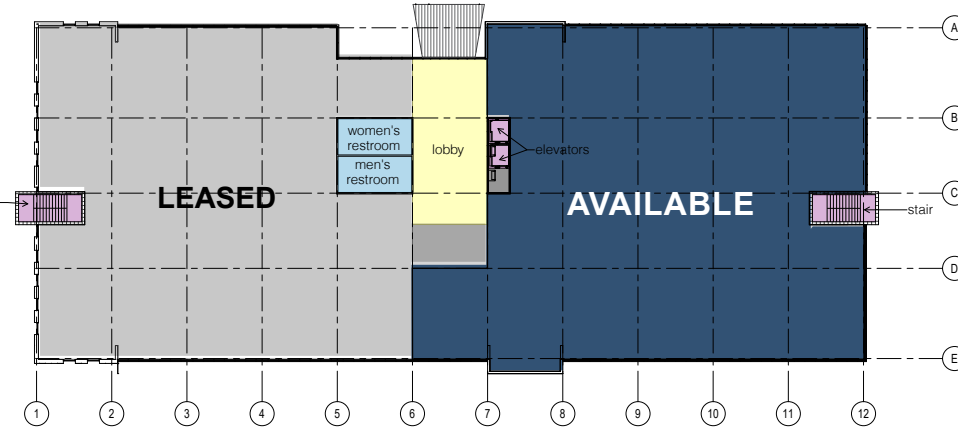 A
B
women's
restroom
lobby
elevators
men's
restroom
LEASED
AVAILABLE
C
stair
D
E
1
2
3
4
5
6
7
8
9
10
11
12